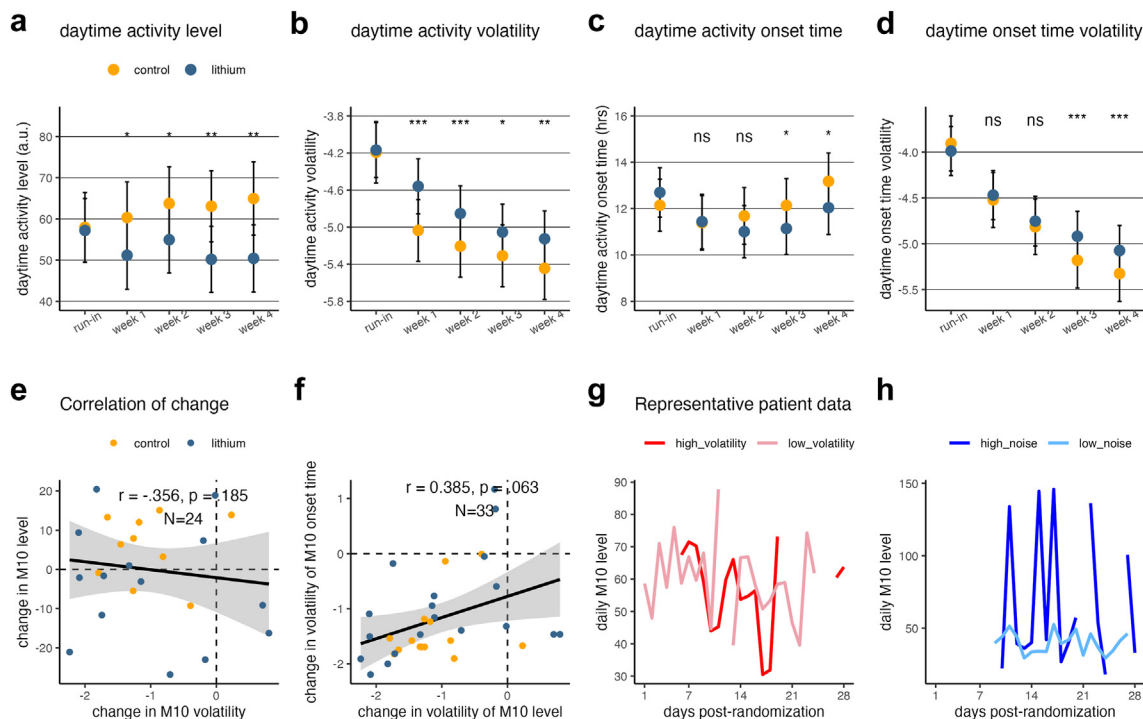 a daytime activity level
control lithium
daytime activity level (a.u.)
80
70
60
50
40
* * ** **
run-in week 1 week 2 week 3 week 4
b daytime activity volatility
daytime activity volatility
-3.8
-4.2
-4.6
-5.0
-5.4
-5.8
*** *** * **
run-in week 1 week 2 week 3 week 4
c daytime activity onset time
daytime activity onset time (hrs)
16
14
12
10
8
ns ns * *
run-in week 1 week 2 week 3 week 4
d daytime onset time volatility
daytime onset time volatility
-4.0
-4.5
-5.0
-5.5
ns ns *** ***
run-in week 1 week 2 week 3 week 4
e Correlation of change
control lithium
change in M10 level
20
10
0
-10
-20
r = -.356, p = .185
N=24
-2 -1 0
change in M10 volatility
f
change in volatility of M10 onset time
1
0
-1
-2
r = 0.385, p = .063
N=33
-2 -1 0
change in volatility of M10 level
g Representative patient data
high_volatility low_volatility
daily M10 level
90
80
70
60
50
40
30
1 7 14 21 28
days post-randomization
h
high_noise low_noise
daily M10 level
150
100
50
1 7 14 21 28
days post-randomization